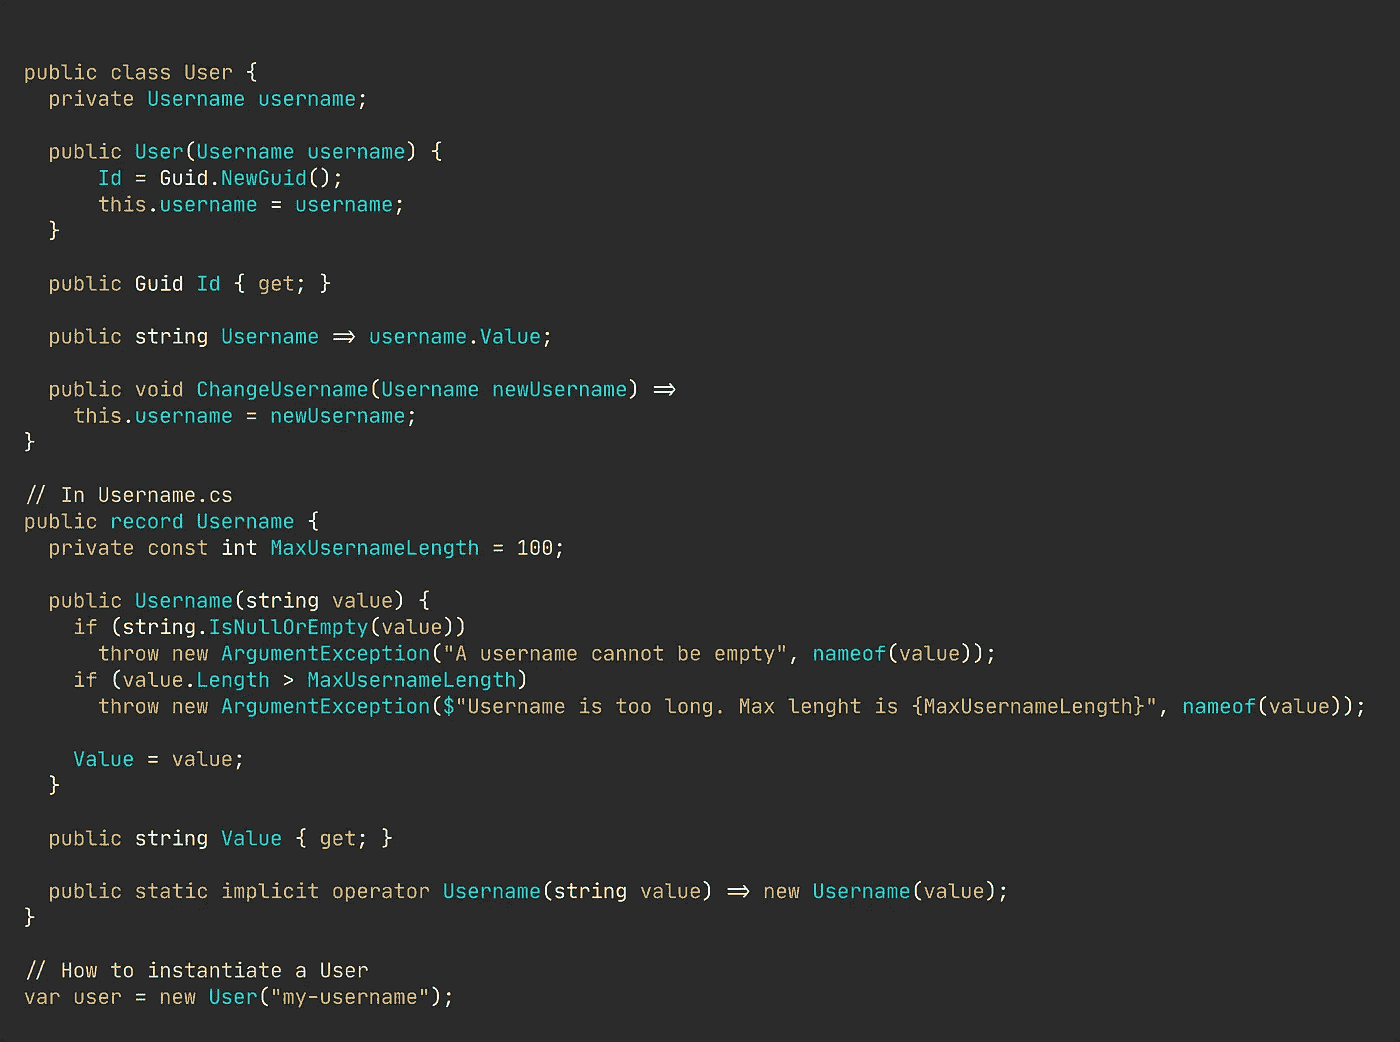 public class User {
  private Username username;

  public User(Username username) {
      Id = Guid.NewGuid();
      this.username = username;
  }

  public Guid Id { get; }

  public string Username => username.Value;

  public void ChangeUsername(Username newUsername) =>
    this.username = newUsername;
}

// In Username.cs
public record Username {
  private const int MaxUsernameLength = 100;

  public Username(string value) {
    if (string.IsNullOrEmpty(value))
      throw new ArgumentException("A username cannot be empty", nameof(value));
    if (value.Length > MaxUsernameLength)
      throw new ArgumentException($"Username is too long. Max lenght is {MaxUsernameLength}", nameof(value));

    Value = value;
  }

  public string Value { get; }

  public static implicit operator Username(string value) => new Username(value);
}

// How to instantiate a User
var user = new User("my-username");